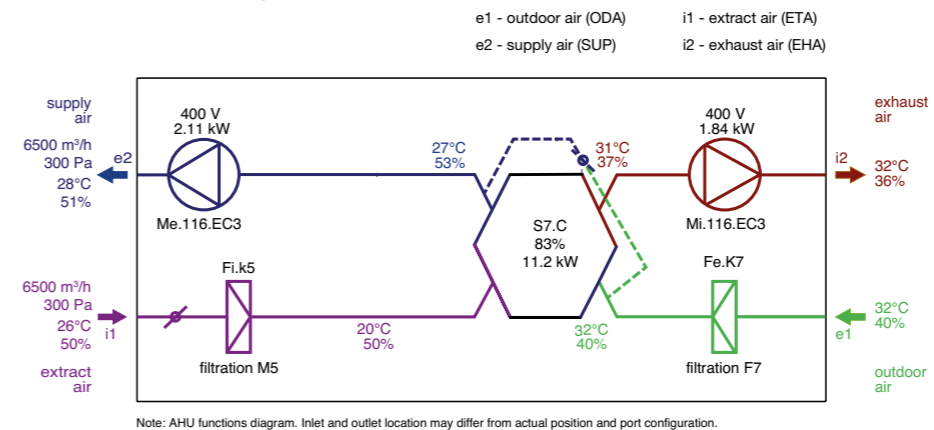 e1 - outdoor air (ODA)
i1 - extract air (ETA)
e2 - supply air (SUP)
i2 - exhaust air (EHA)
supply
air
6500 m³/h
300 Pa
e2
28°C
51%
400 V
2.11 kW
Me.116.EC3
27°C
53%
31°C
37%
400 V
1.84 kW
Mi.116.EC3
exhaust
air
i2
32°C
36%
S7.C
83%
11.2 kW
6500 m³/h
300 Pa
26°C
50%
i1
extract
air
Fi.k5
filtration M5
20°C
50%
32°C
40%
Fe.K7
filtration F7
32°C
40%
e1
outdoor
air
Note: AHU functions diagram. Inlet and outlet location may differ from actual position and port configuration.